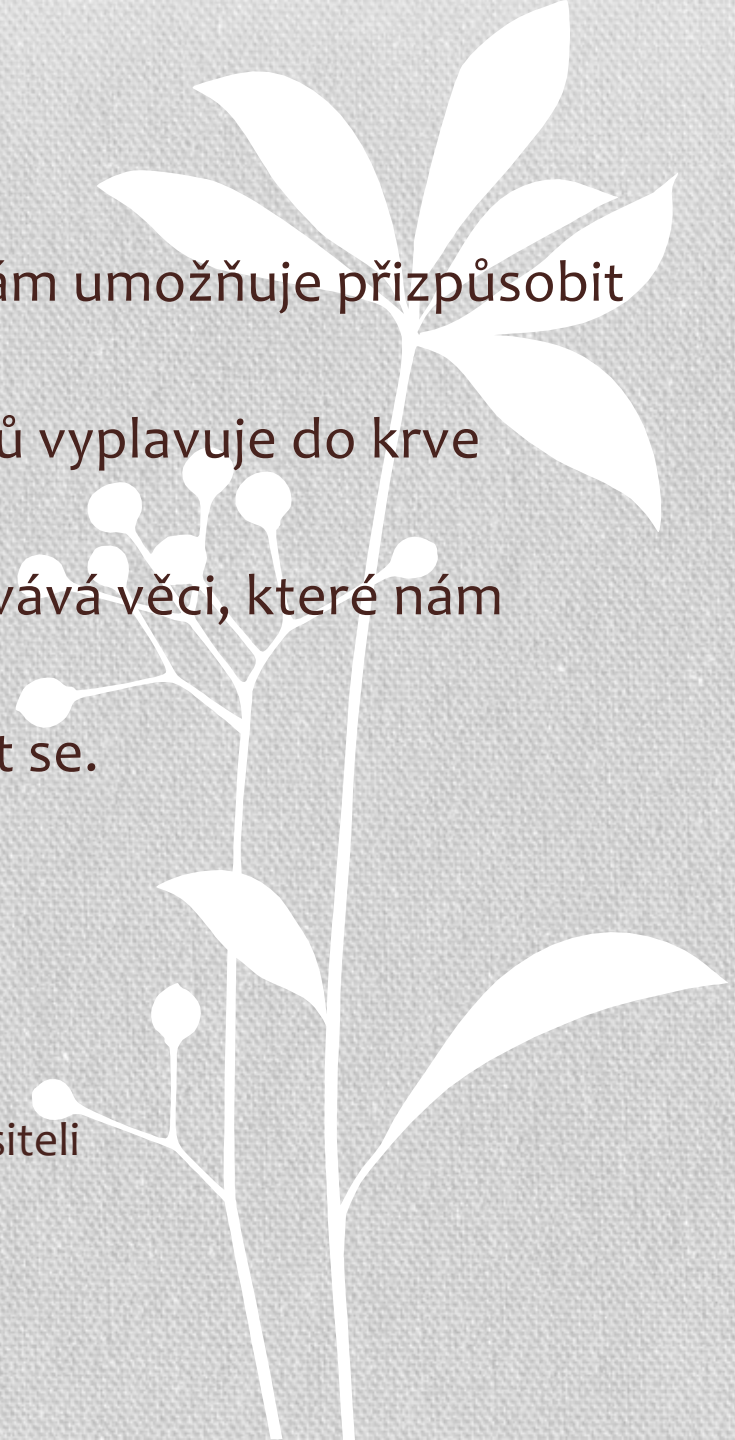 ám umožňuje přizpůsobit
ů vyplavuje do krve
vává věci, které nám
t se.
siteli